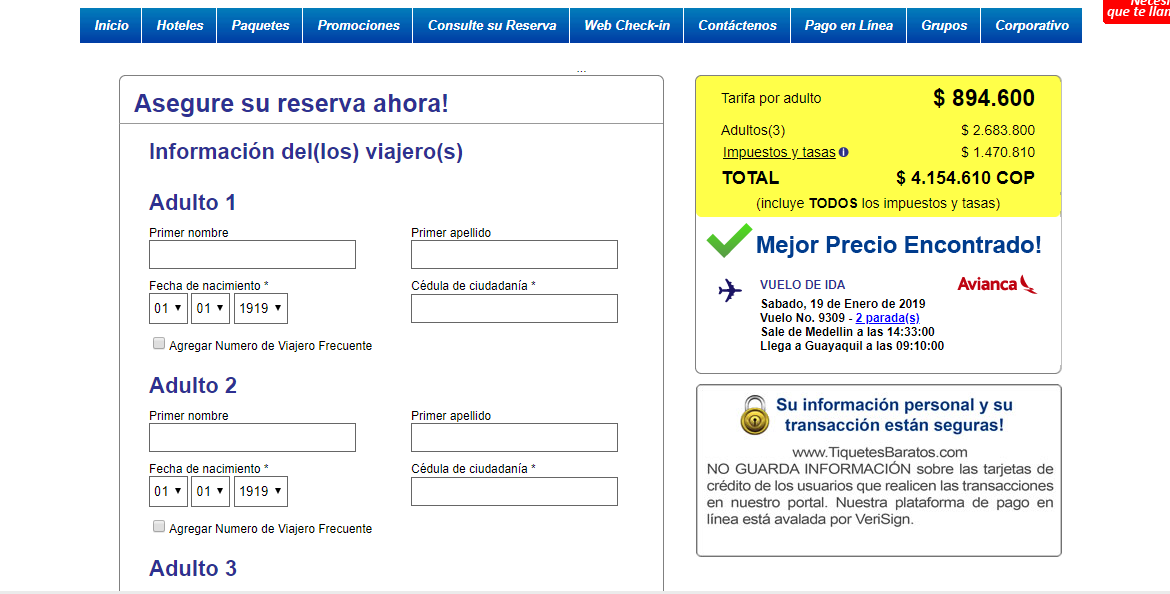 Inicio
Hoteles
Paquetes
Promociones
Consulte su Reserva
Web Check-in
Contáctenos
Pago en Línea
Grupos
Corporativo
que te llam
...
Asegure su reserva ahora!
Información del(los) viajero(s)
Adulto 1
Primer nombre
Primer apellido
Fecha de nacimiento *
Cédula de ciudadanía *
01 01 1919
Agregar Numero de Viajero Frecuente
Adulto 2
Primer nombre
Primer apellido
Fecha de nacimiento *
Cédula de ciudadanía *
01 01 1919
Agregar Numero de Viajero Frecuente
Adulto 3
Tarifa por adulto $ 894.600
Adultos(3) $ 2.683.800
Impuestos y tasas i $ 1.470.810
TOTAL $ 4.154.610 COP
(incluye TODOS los impuestos y tasas)
Mejor Precio Encontrado!
VUELO DE IDA
Avianca
Sabado, 19 de Enero de 2019
Vuelo No. 9309 - 2 parada(s)
Sale de Medellin a las 14:33:00
Llega a Guayaquil a las 09:10:00
Su información personal y su
transacción están seguras!
www.TiquetesBaratos.com
NO GUARDA INFORMACIÓN sobre las tarjetas de
crédito de los usuarios que realicen las transacciones
en nuestro portal. Nuestra plataforma de pago en
línea está avalada por VeriSign.